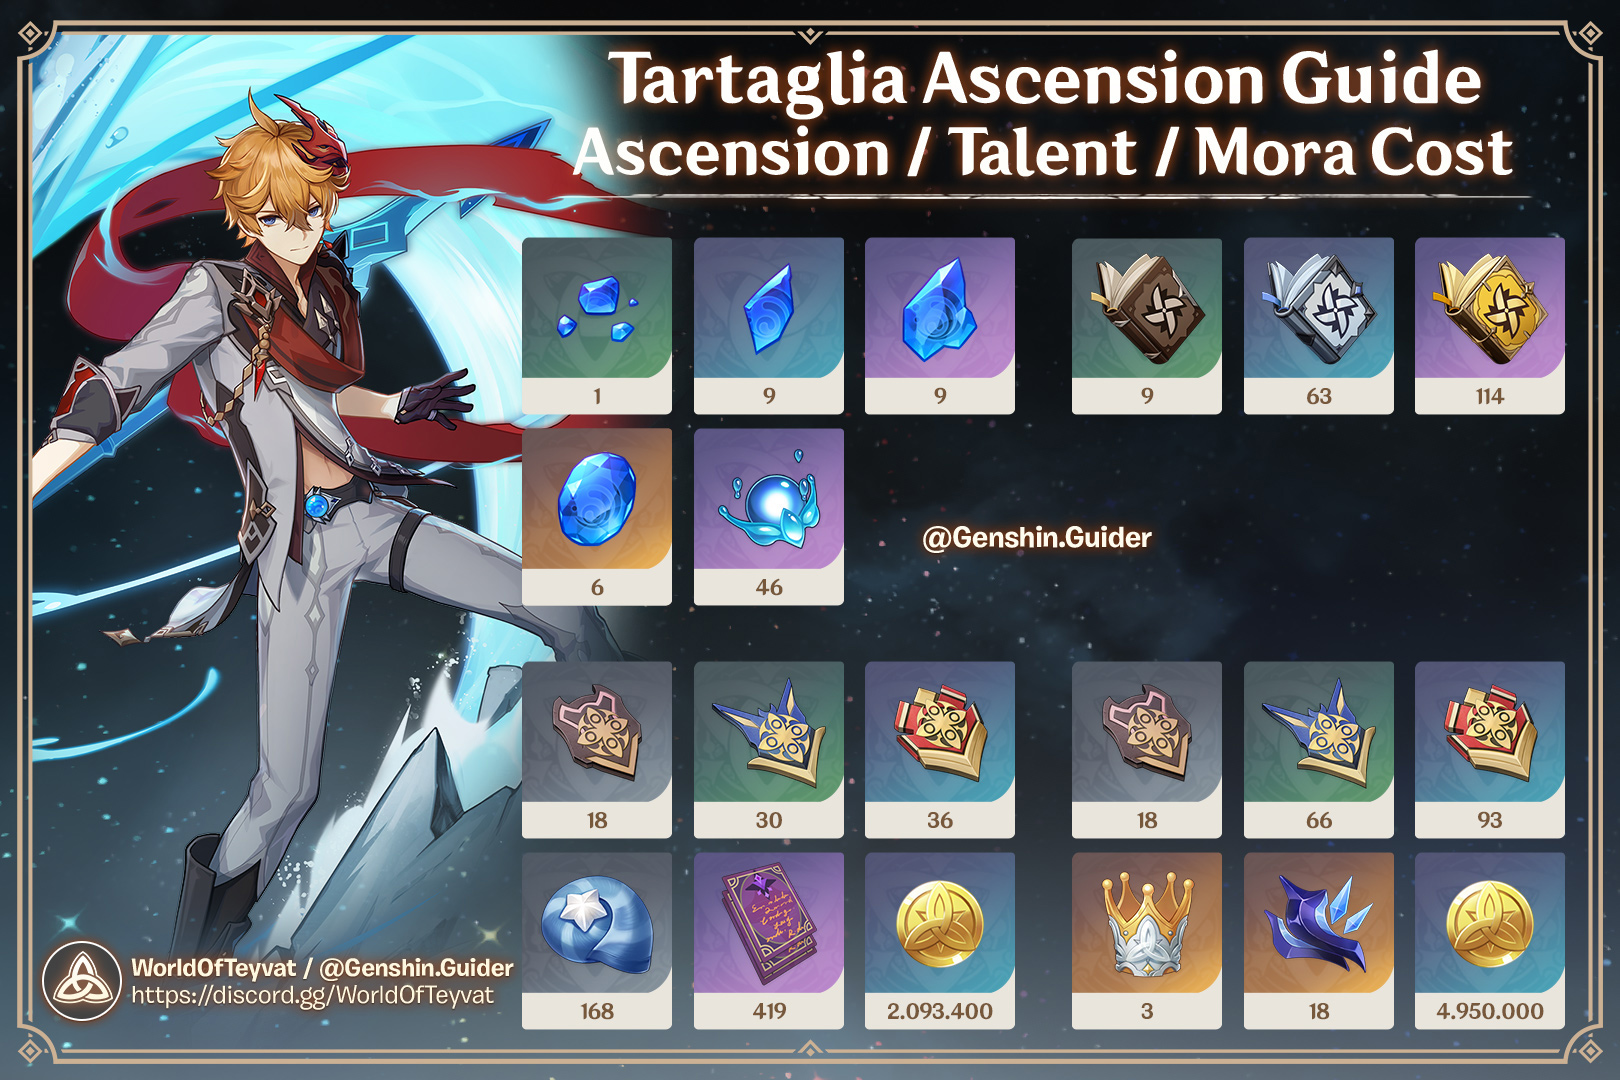 Tartaglia Ascension Guide
Ascension / Talent / Mora Cost
1 9 9 9 63 114
6 46
@Genshin.Guider
18 30 36 18 66 93
168 419 2.093.400 3 18 4.950.000
WorldOfTeyvat / @Genshin.Guider
https://discord.gg/WorldOfTeyvat